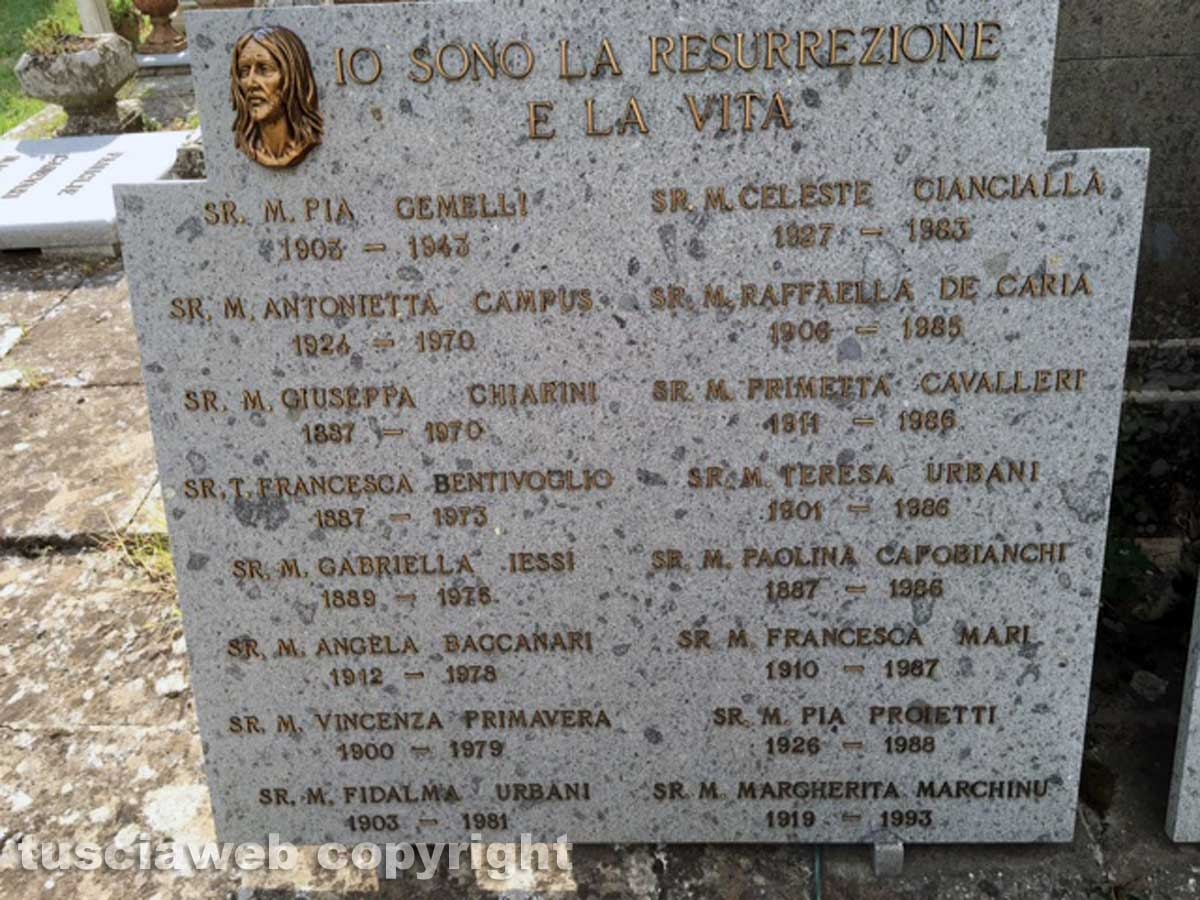 IO SONO LA RESURREZIONE
E LA VITA
SR. M. PIA GEMELLI
1903 – 1943
SR. M. ANTONIETTA CAMPUS
1924 – 1970
SR. M. GIUSEPPA CHIARINI
1887 – 1970
SR. T. FRANCESCA BENTIVOGLIO
1887 – 1973
SR. M. GABRIELLA IESSI
1889 – 1976
SR. M. ANGELA BACCANARI
1912 – 1978
SR. M. VINCENZA PRIMAVERA
1900 – 1979
SR. M. FIDALMA URBANI
1903 – 1981
SR. M. CELESTE CIANCIALLÀ
1927 – 1983
SR. M. RAFFAELLA DE CARIA
1906 – 1985
SR. M. PRIMETTA CAVALLERI
1911 – 1986
SR. M. TERESA URBANI
1901 – 1986
SR. M. PAOLINA CAPOBIANCHI
1887 – 1986
SR. M. FRANCESCA MARI
1910 – 1987
SR. M. PIA PROIETTI
1926 – 1988
SR. M. MARGHERITA MARCHINU
1919 – 1993
tusciaweb copyright